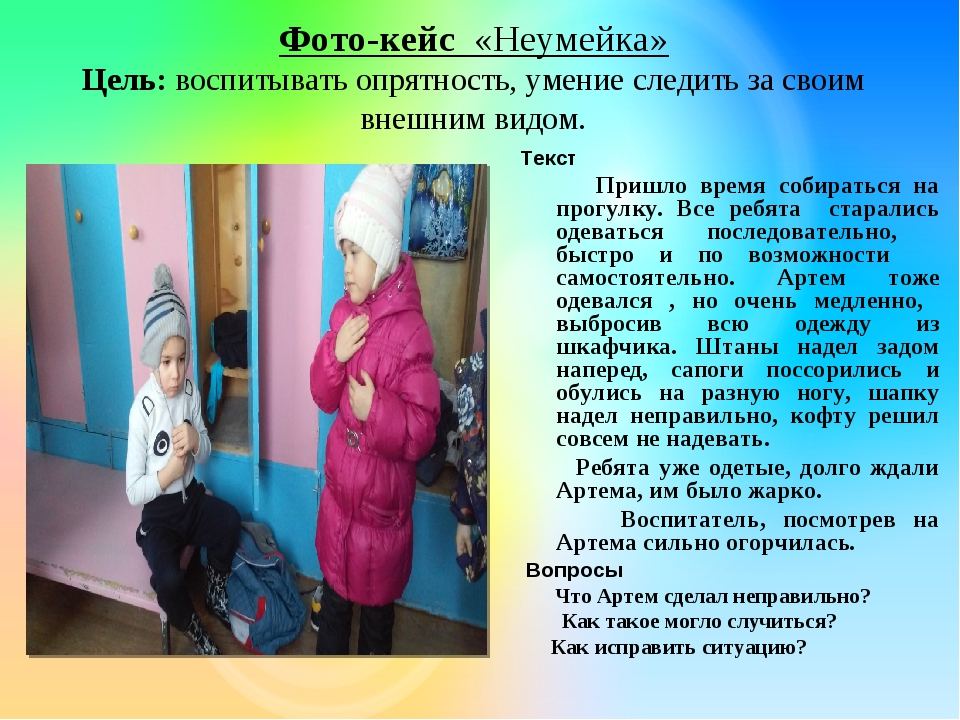 Фото-кейс «Неумейка»
Цель: воспитывать опрятность, умение следить за своим
внешним видом.
Текст
Пришло время собираться на
прогулку. Все ребята старались
одеваться последовательно,
быстро и по возможности
самостоятельно. Артем тоже
одевался , но очень медленно,
выбросив всю одежду из
шкафчика. Штаны надел задом
наперед, сапоги поссорились и
обулись на разную ногу, шапку
надел неправильно, кофту решил
совсем не надевать.
Ребята уже одетые, долго ждали
Артема, им было жарко.
Воспитатель, посмотрев на
Артема сильно огорчилась.
Вопросы
Что Артем сделал неправильно?
Как такое могло случиться?
Как исправить ситуацию?